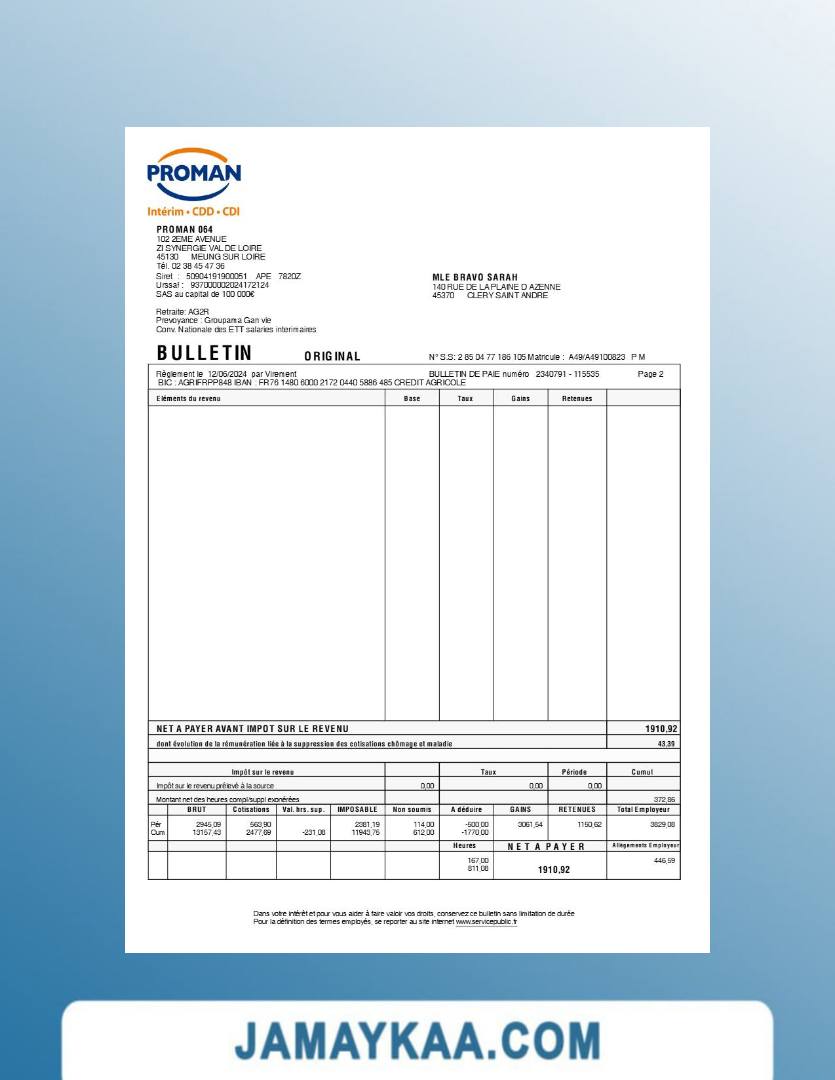 PROMAN
Intérim • CDD • CDI
PROMAN 064
102 2EME AVENUE
ZI SYNERGIE VAL DE LOIRE
45130 MEUNG SUR LOIRE
Tél. 02 38 45 47 36
Siret : 50904191900051 APE 7820Z
Urssaf : 937000002024172124
SAS au capital de 100 000€
MLE BRAVO SARAH
140 RUE DE LA PLAINE D AZENNE
45370 CLERY SAINT ANDRE
Retraite: AG2R
Prevoyance : Groupama Gan vie
Conv. Nationale des ETT salaries interimaires
BULLETIN ORIGINAL N° S.S: 2 85 04 77 186 105 Matricule : A49/A49100823 P M
Règlement le 12/06/2024 par Virement BULLETIN DE PAIE numéro 2340791 - 115535 Page 2
BIC : AGRIFRPP848 IBAN : FR76 1480 6000 2172 0440 5886 485 CREDIT AGRICOLE
Eléments du revenu Base Taux Gains Retenues
NET A PAYER AVANT IMPOT SUR LE REVENU 1910,92
dont évolution de la rémunération liée à la suppression des cotisations chômage et maladie 43,39
Impôt sur le revenu Taux Période Cumul
Impôt sur le revenu prélevé à la source 0,00 0,00 0,00
Montant net des heures compl/suppl exonérées 372,86
BRUT Cotisations Val. hrs. sup. IMPOSABLE Non soumis A déduire GAINS RETENUES Total Employeur
Pér 2945,09 563,90 2381,19 114,00 -500,00 3061,54 1150,62 3829,08
Cum 13157,43 2477,69 -231,08 11943,76 612,00 -1770,00
Heures NET A PAYER Allègements Employeur
167,00 446,59
811,08 1910,92
Dans votre intérêt et pour vous aider à faire valoir vos droits, conservez ce bulletin sans limitation de durée
Pour la définition des termes employés, se reporter au site internet www.servicepublic.fr
JAMAYKAA.COM